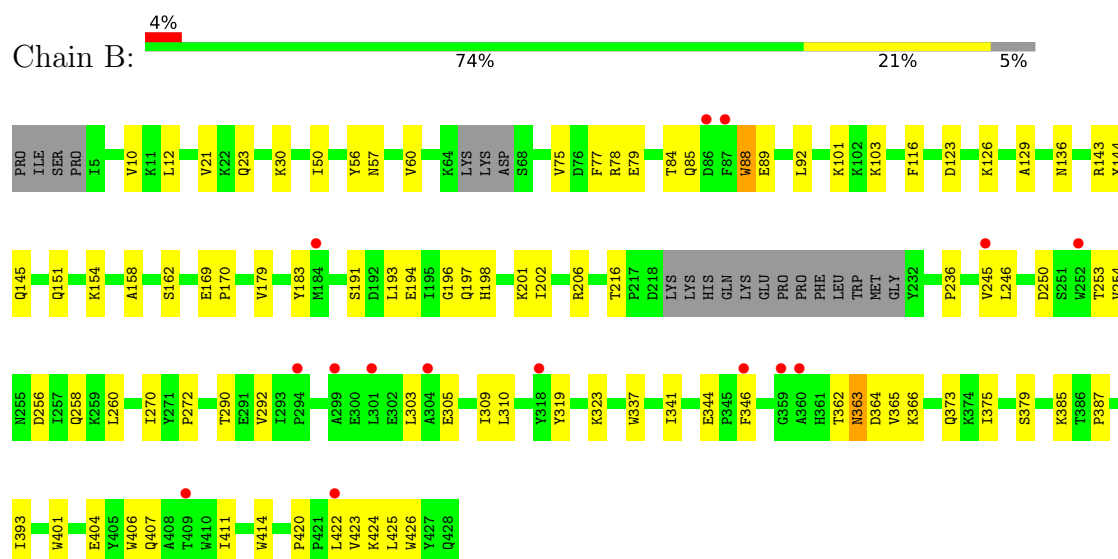 4%
Chain B:
74% 21% 5%
PRO ILE SER PRO I5 V10 K11 L12 V21 K22 Q23 K30 I50 Y56 N57 V60 K64 LYS LYS ASP S68 V75 D76 F77 R78 E79 T84 Q85 D86 F87 W88 E89 L92 K101 K102 K103 F116 D123 K126 A129 N136 R143 Y144
Q145 Q151 K154 A158 S162 E169 P170 V179 Y183 M184 S191 D192 L193 E194 I195 G196 Q197 H198 K201 I202 R206 T216 P217 D218 LYS LYS HIS GLN LYS GLU PRO PRO PHE LEU TRP MET GLY Y232 P236 V245 L246 D250 S251 W252 T253 V254
N255 D256 I257 Q258 K259 L260 I270 Y271 P272 T290 E291 V292 I293 P294 A299 E300 L301 E302 L303 A304 E305 I309 L310 Y318 Y319 K323 W337 I341 E344 P345 F346 G359 A360 H361 T362 N363 D364 V365 K366 Q373 K374 I375 S379 K385 T386 P387
I393 W401 E404 Y405 W406 Q407 A408 T409 W410 I411 W414 P420 P421 L422 V423 K424 L425 W426 Y427 Q428